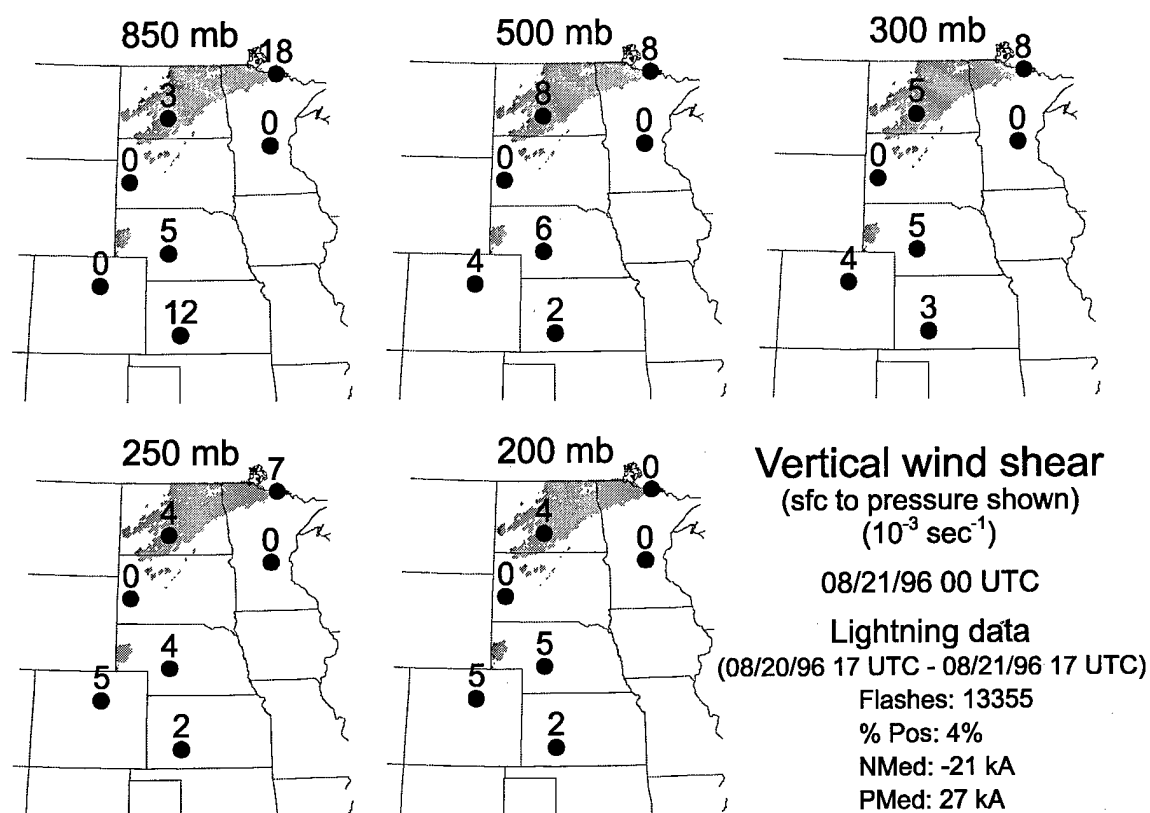 850 mb
18
3
0
0
5
0
12
500 mb
8
8
0
0
6
4
2
300 mb
8
5
0
0
5
4
3
250 mb
7
4
0
0
4
5
2
200 mb
0
4
0
0
5
5
2
Vertical wind shear
(sfc to pressure shown)
(10⁻³ sec⁻¹)
08/21/96 00 UTC
Lightning data
(08/20/96 17 UTC - 08/21/96 17 UTC)
Flashes: 13355
% Pos: 4%
NMed: -21 kA
PMed: 27 kA